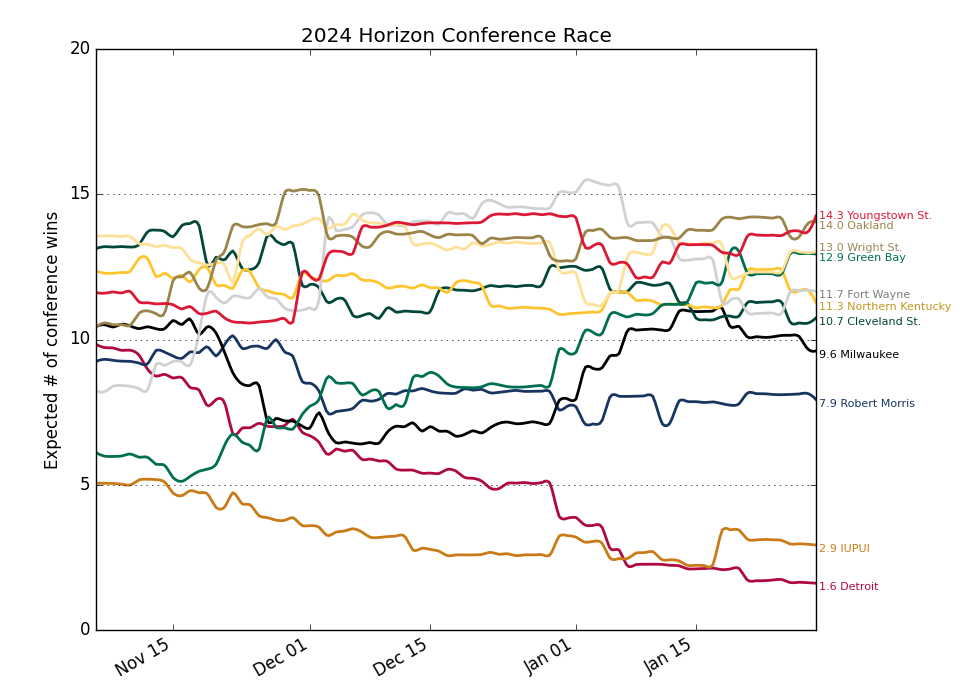 2024 Horizon Conference Race
Expected # of conference wins
20
15
10
5
0
Nov 15
Dec 01
Dec 15
Jan 01
Jan 15
14.3 Youngstown St.
14.0 Oakland
13.0 Wright St.
12.9 Green Bay
11.7 Fort Wayne
11.3 Northern Kentucky
10.7 Cleveland St.
9.6 Milwaukee
7.9 Robert Morris
2.9 IUPUI
1.6 Detroit